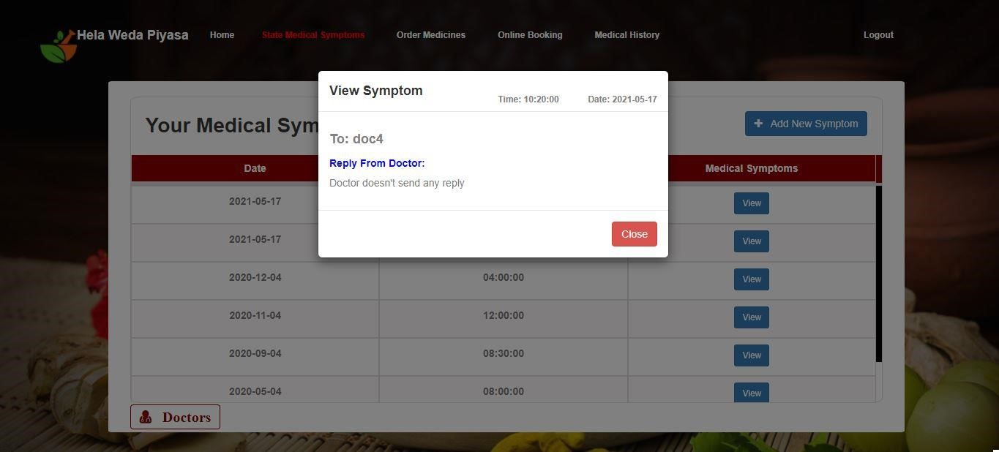 Hela Weda Piyasa Home State Medical Symptoms Order Medicines Online Booking Medical History Logout
View Symptom Time: 10:20:00 Date: 2021-05-17
Your Medical Sym
Add New Symptom
To: doc4
Reply From Doctor:
Doctor doesn't send any reply
Close
Date Medical Symptoms
2021-05-17 View
2021-05-17 View
2020-12-04 04:00:00 View
2020-11-04 12:00:00 View
2020-09-04 08:30:00 View
2020-05-04 08:00:00 View
Doctors